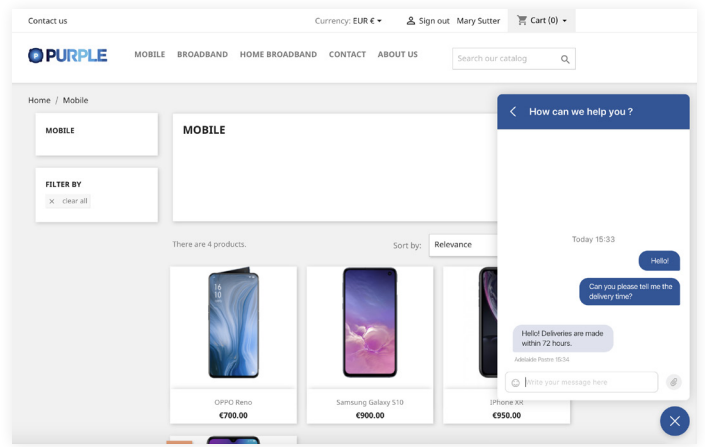 Contact us
Currency: EUR €
Sign out Mary Sutter
Cart (0)
PURPLE
MOBILE BROADBAND HOME BROADBAND CONTACT ABOUT US
Search our catalog
Home / Mobile
MOBILE
FILTER BY
clear all
MOBILE
There are 4 products.
Sort by: Relevance
16
10
OPPO Reno
€700.00
Samsung Galaxy S10
€900.00
IPhone XR
€950.00
How can we help you ?
Today 15:33
Hello!
Can you please tell me the
delivery time?
Hello! Deliveries are made
within 72 hours.
Write your message here